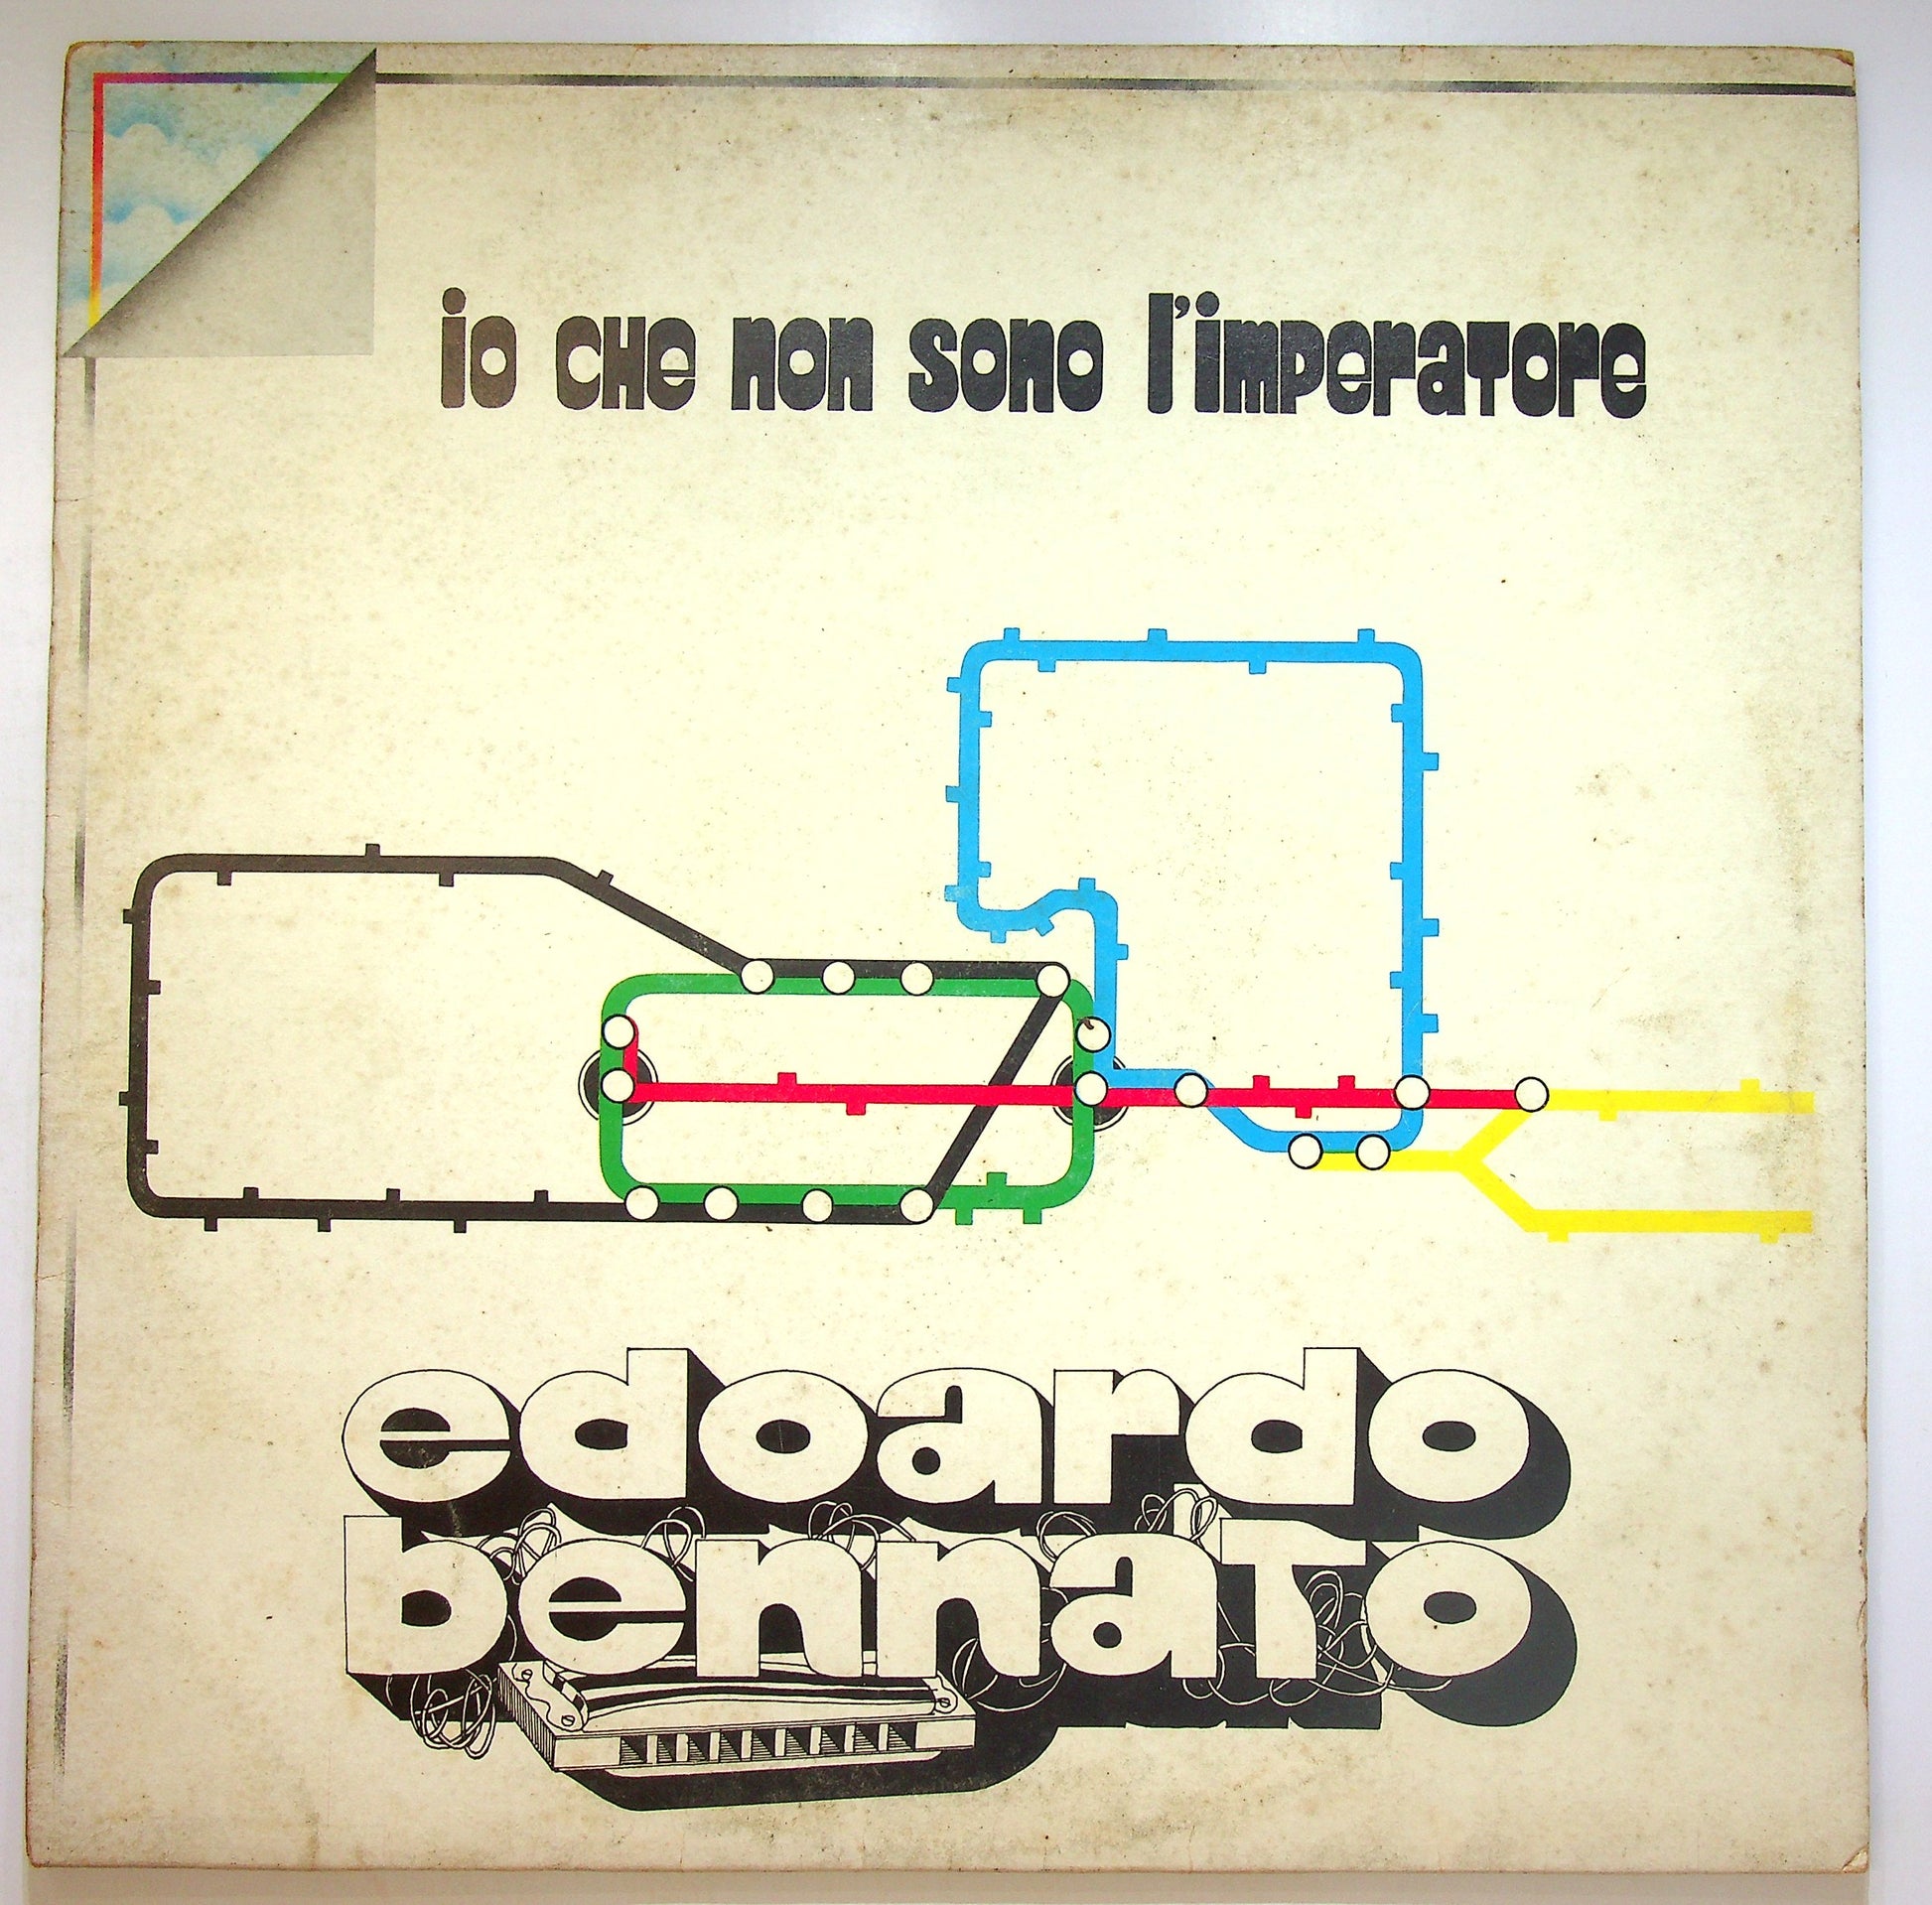 io che non sono l'imperatore
edoardo
bennato